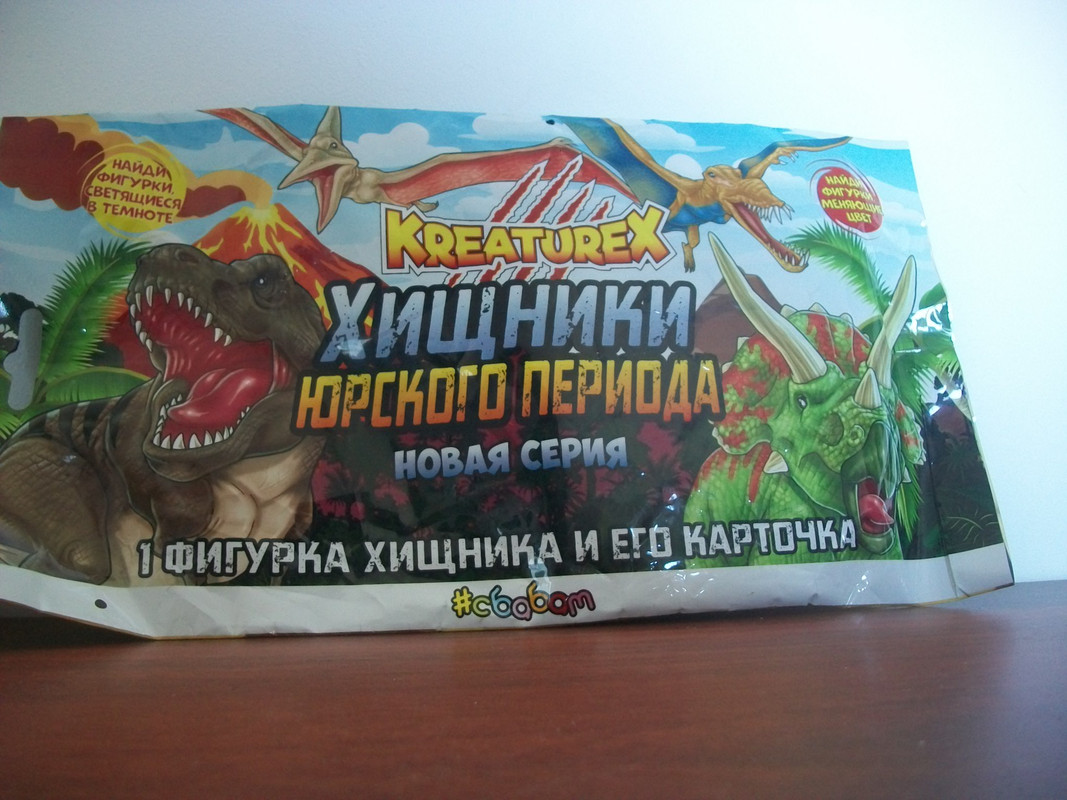 НАЙДИ
ФИГУРКИ,
СВЕТЯЩИЕСЯ
В ТЕМНОТЕ
НАЙДИ
ФИГУРКИ,
МЕНЯЮЩИЕ
ЦВЕТ
KREATUREX
ХИЩНИКИ
ЮРСКОГО ПЕРИОДА
НОВАЯ СЕРИЯ
1 ФИГУРКА ХИЩНИКА И ЕГО КАРТОЧКА
#сbabam